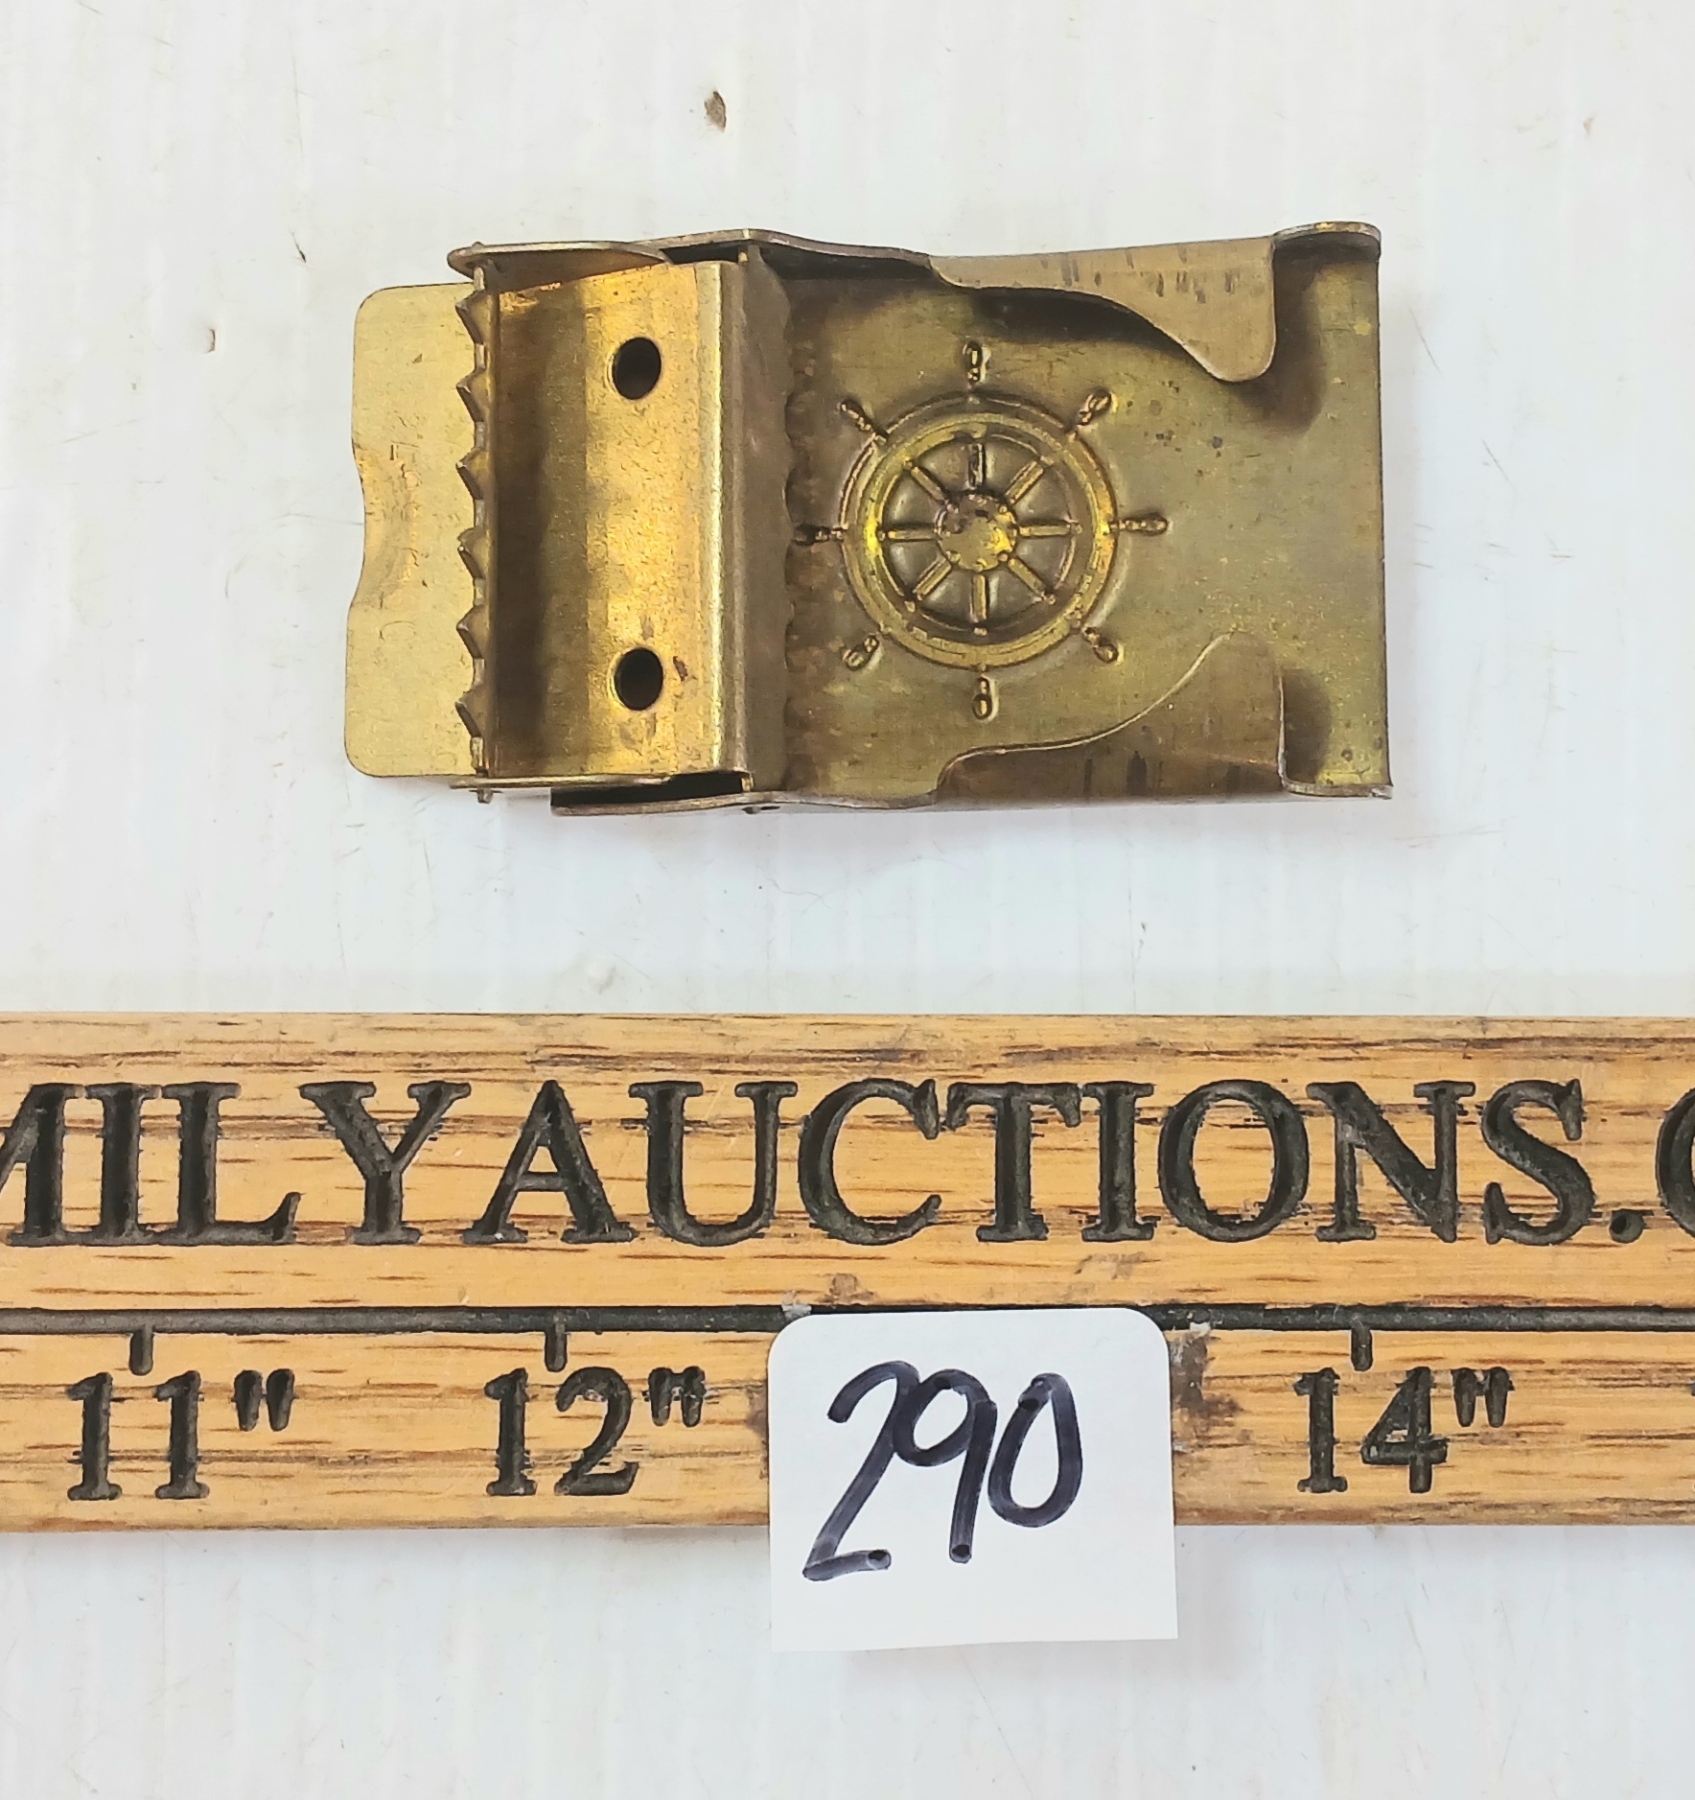 MILYAUCTIONS.
11" 12" 14"
290